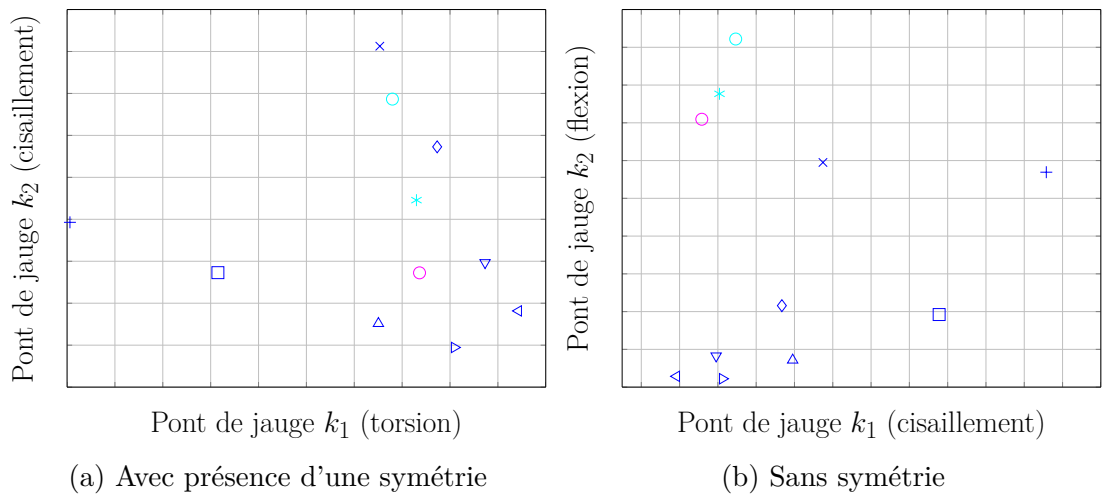 Pont de jauge k₂ (cisaillement)
Pont de jauge k₁ (torsion)
(a) Avec présence d'une symétrie
Pont de jauge k₂ (flexion)
Pont de jauge k₁ (cisaillement)
(b) Sans symétrie